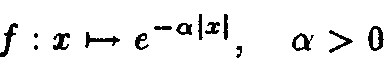 f : x ↦ e^{-α|x|}, α > 0